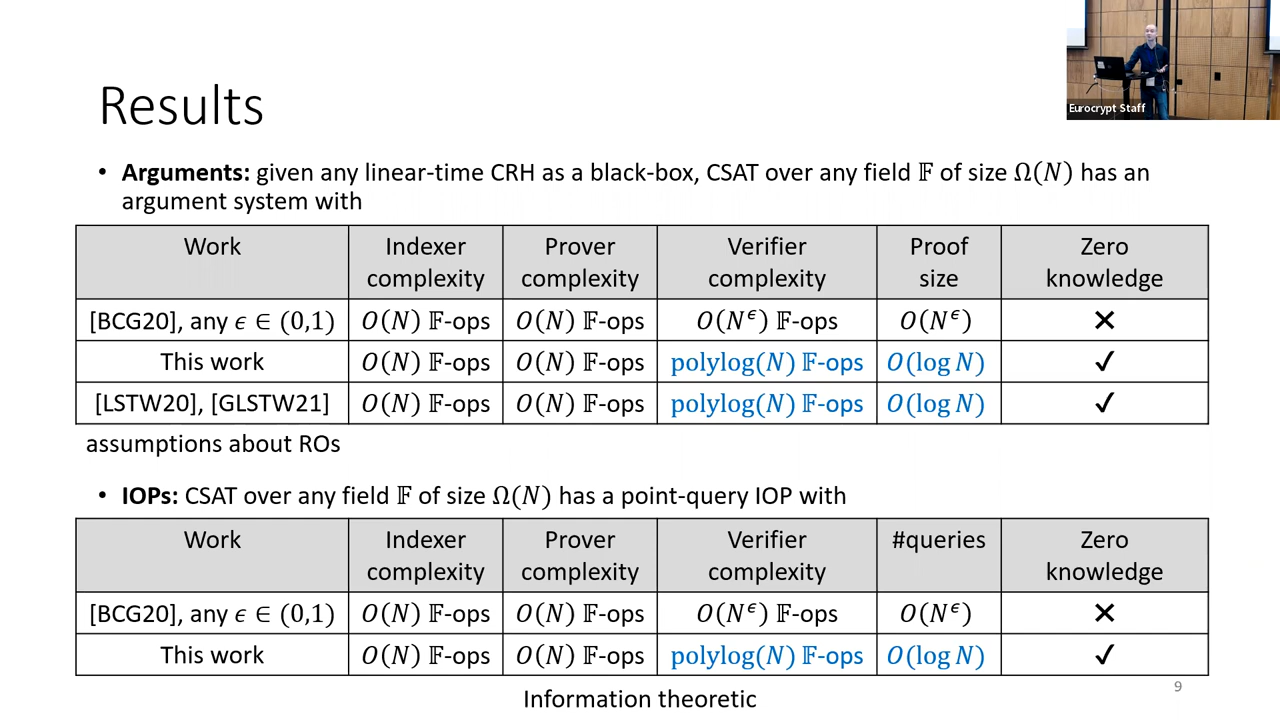 Eurocrypt Staff
Results
• Arguments: given any linear-time CRH as a black-box, CSAT over any field 𝔽 of size Ω(N) has an
argument system with
Work Indexer complexity Prover complexity Verifier complexity Proof size Zero knowledge
[BCG20], any ϵ ∈ (0,1) O(N) 𝔽-ops O(N) 𝔽-ops O(N^ϵ) 𝔽-ops O(N^ϵ) ✕
This work O(N) 𝔽-ops O(N) 𝔽-ops polylog(N) 𝔽-ops O(log N) ✓
[LSTW20], [GLSTW21] O(N) 𝔽-ops O(N) 𝔽-ops polylog(N) 𝔽-ops O(log N) ✓
assumptions about ROs
• IOPs: CSAT over any field 𝔽 of size Ω(N) has a point-query IOP with
Work Indexer complexity Prover complexity Verifier complexity #queries Zero knowledge
[BCG20], any ϵ ∈ (0,1) O(N) 𝔽-ops O(N) 𝔽-ops O(N^ϵ) 𝔽-ops O(N^ϵ) ✕
This work O(N) 𝔽-ops O(N) 𝔽-ops polylog(N) 𝔽-ops O(log N) ✓
Information theoretic
9